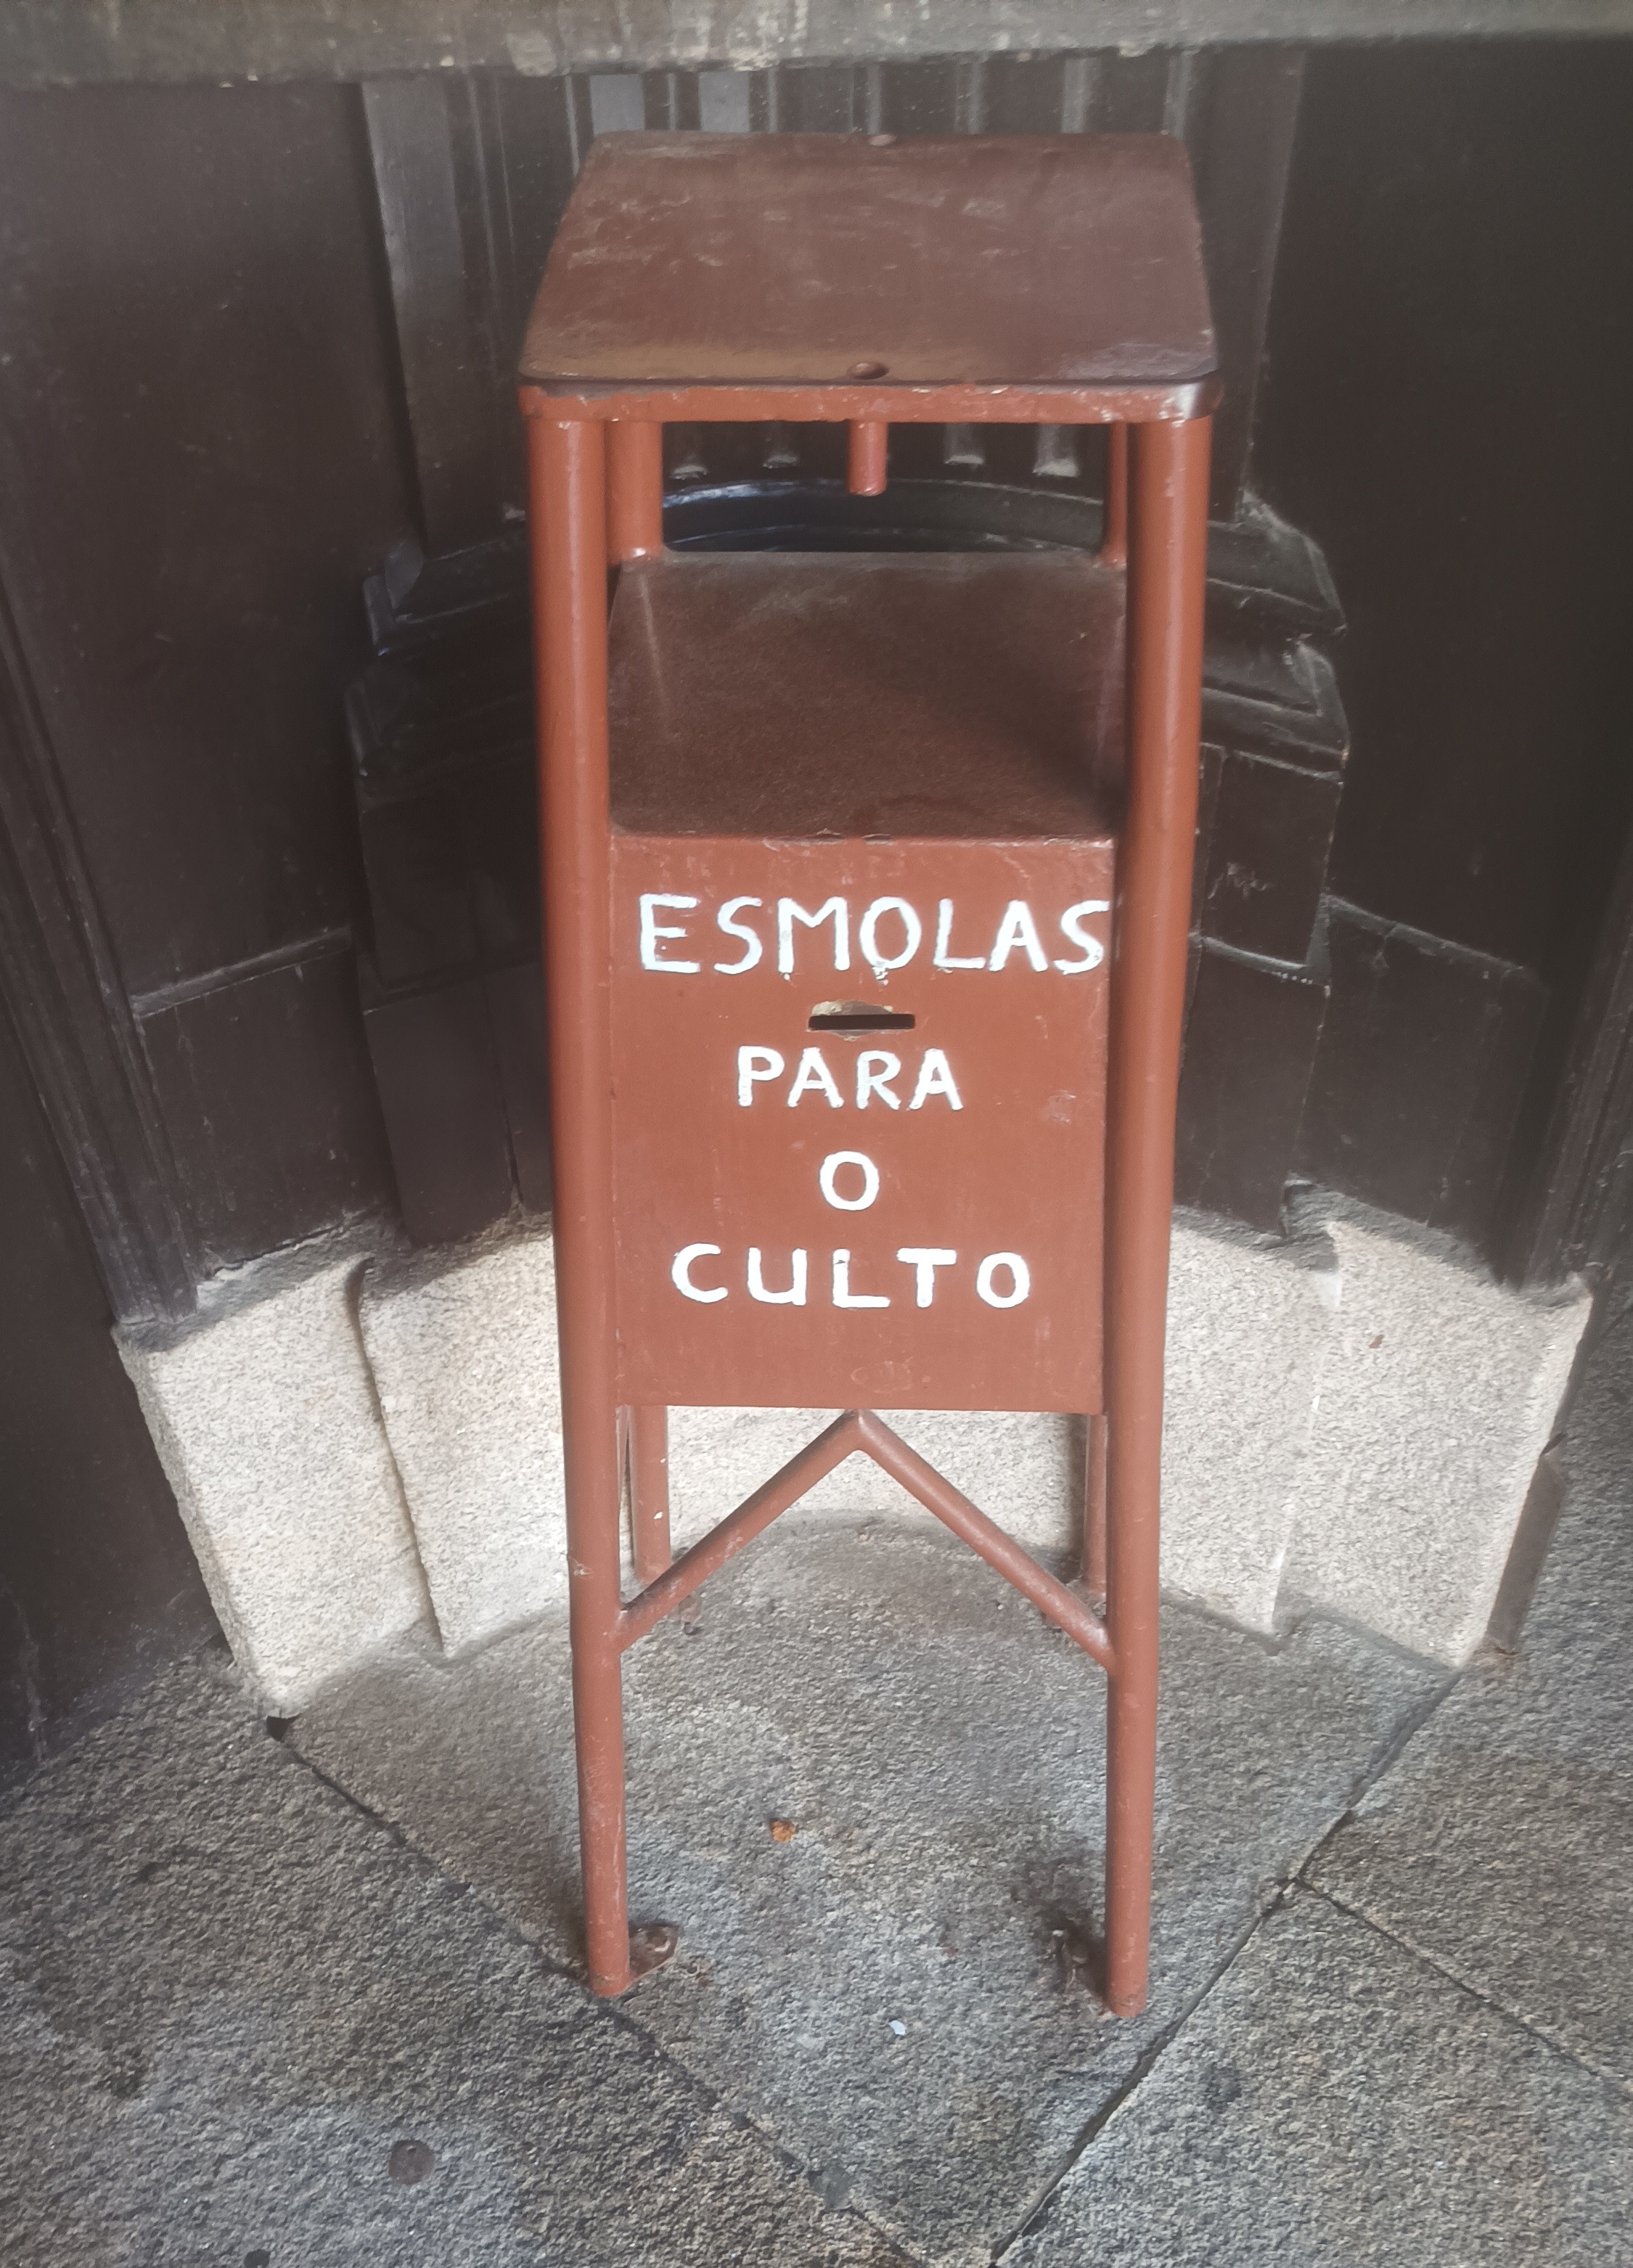 ESMOLAS
PARA
O
CULTO